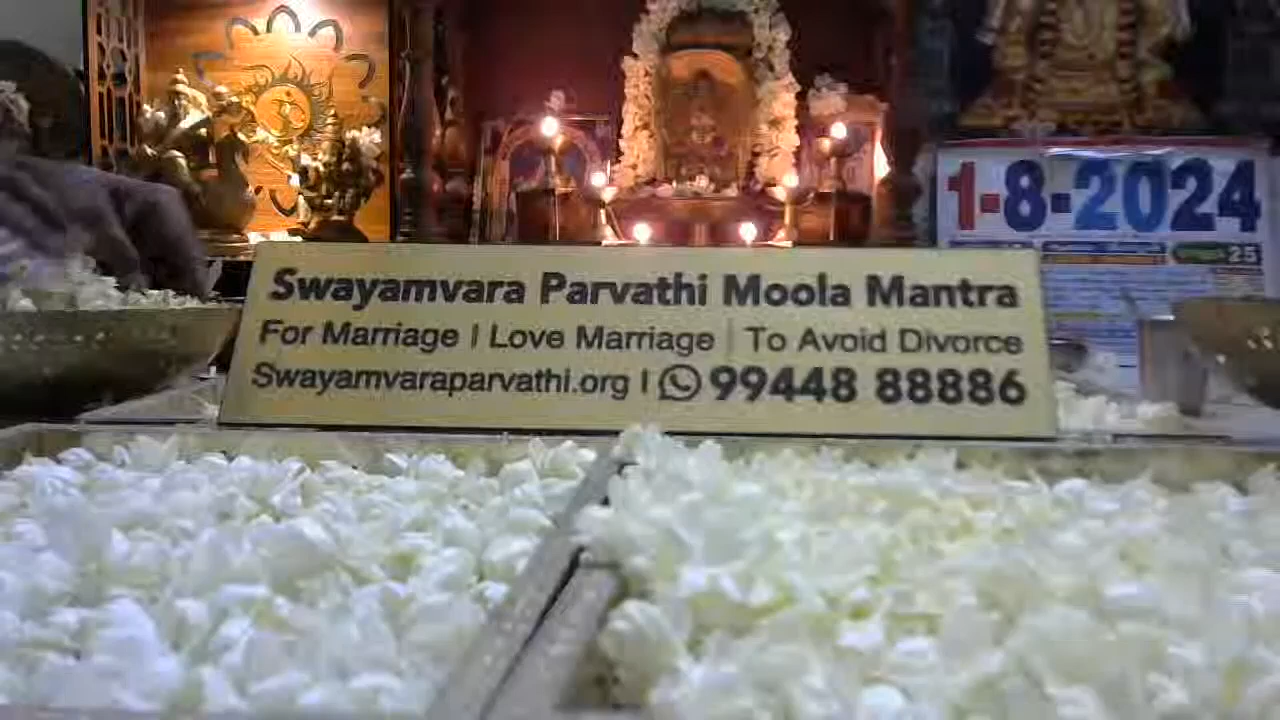 1-8-2024
25
Swayamvara Parvathi Moola Mantra
For Marriage | Love Marriage | To Avoid Divorce
Swayamvaraparvathi.org | 99448 88886